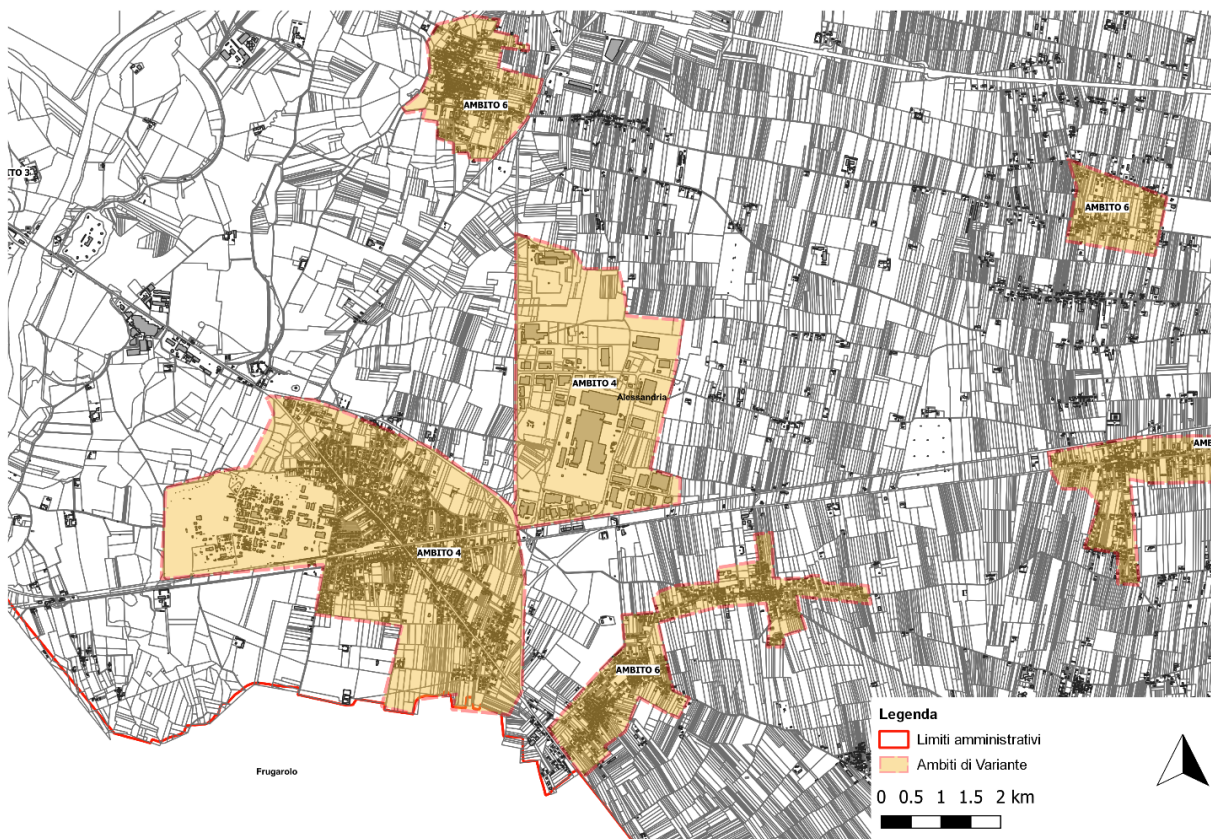 AMBITO 6
ITO 3
AMBITO 6
AMBITO 4
Alessandria
AMB
AMBITO 4
AMBITO 6
Frugarolo
Legenda
Limiti amministrativi
Ambiti di Variante
0 0.5 1 1.5 2 km